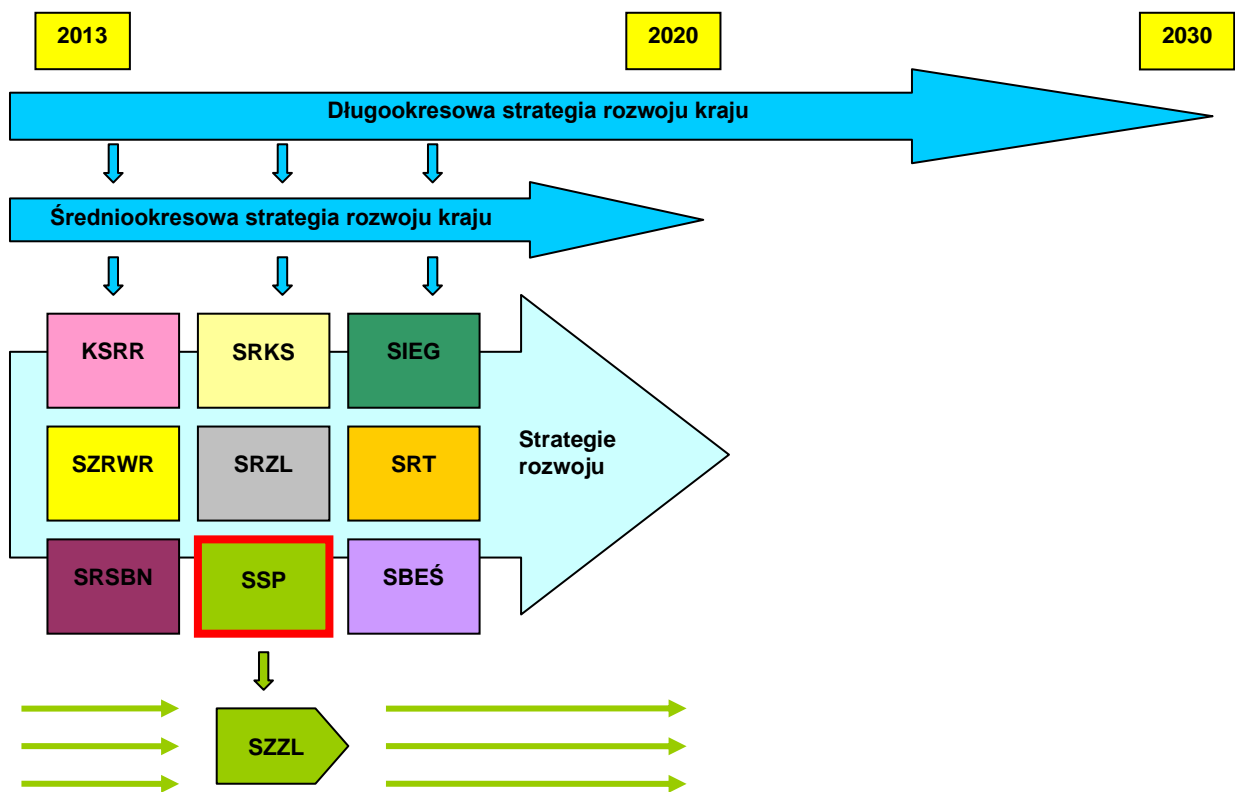 2013
2020
2030
Długookresowa strategia rozwoju kraju
Średniookresowa strategia rozwoju kraju
KSRR
SRKS
SIEG
SZRWR
SRZL
SRT
Strategie
rozwoju
SRSBN
SSP
SBEŚ
SZZL